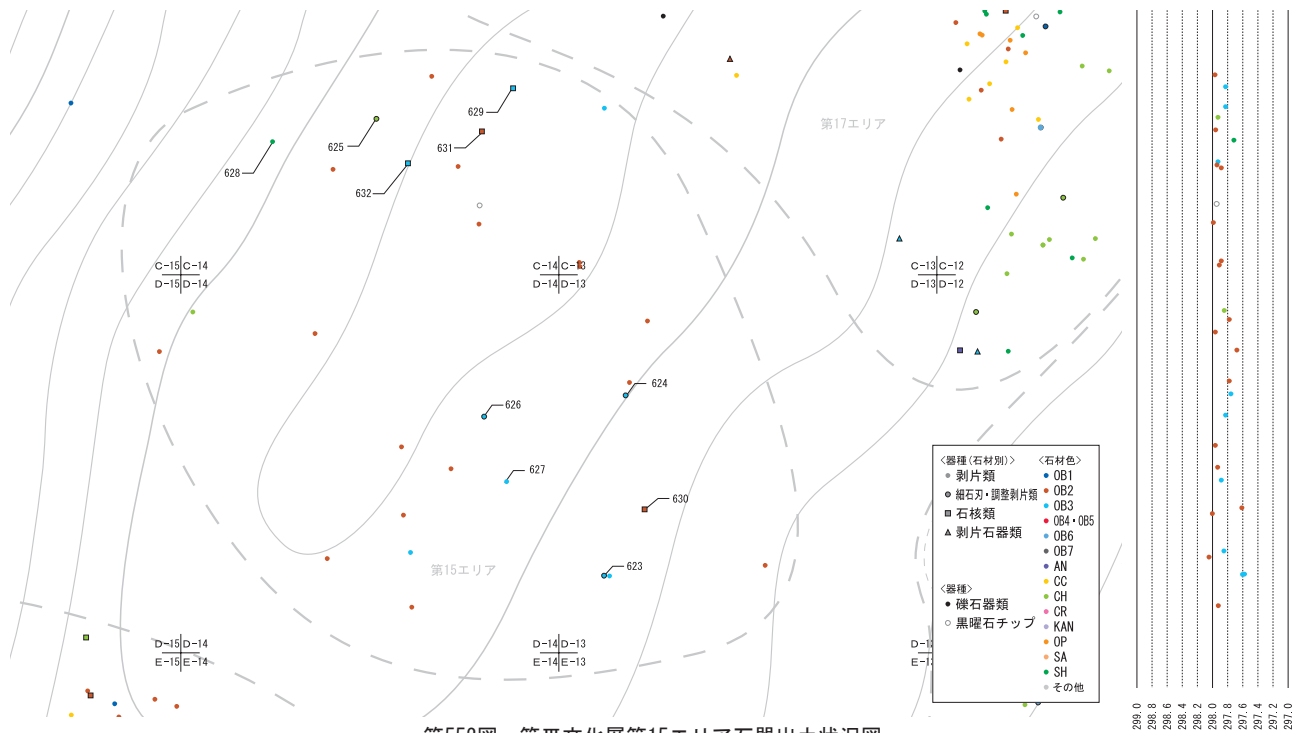 629
631
625
628
632
第17エリア
C-15 C-14
D-15 D-14
C-14 C-13
D-14 D-13
C-13 C-12
D-13 D-12
624
626
627
630
623
第15エリア
D-15 D-14
E-15 E-14
D-14 D-13
E-14 E-13
〈器種(石材別)〉
剥片類
細石刃・調整剥片類
石核類
剥片石器類
〈器種〉
礫石器類
黒曜石チップ
〈石材色〉
OB1
OB2
OB3
OB4・OB5
OB6
OB7
AN
CC
CH
CR
KAN
OP
SA
SH
その他
299.0
298.8
298.6
298.4
298.2
298.0
297.8
297.6
297.4
297.2
297.0